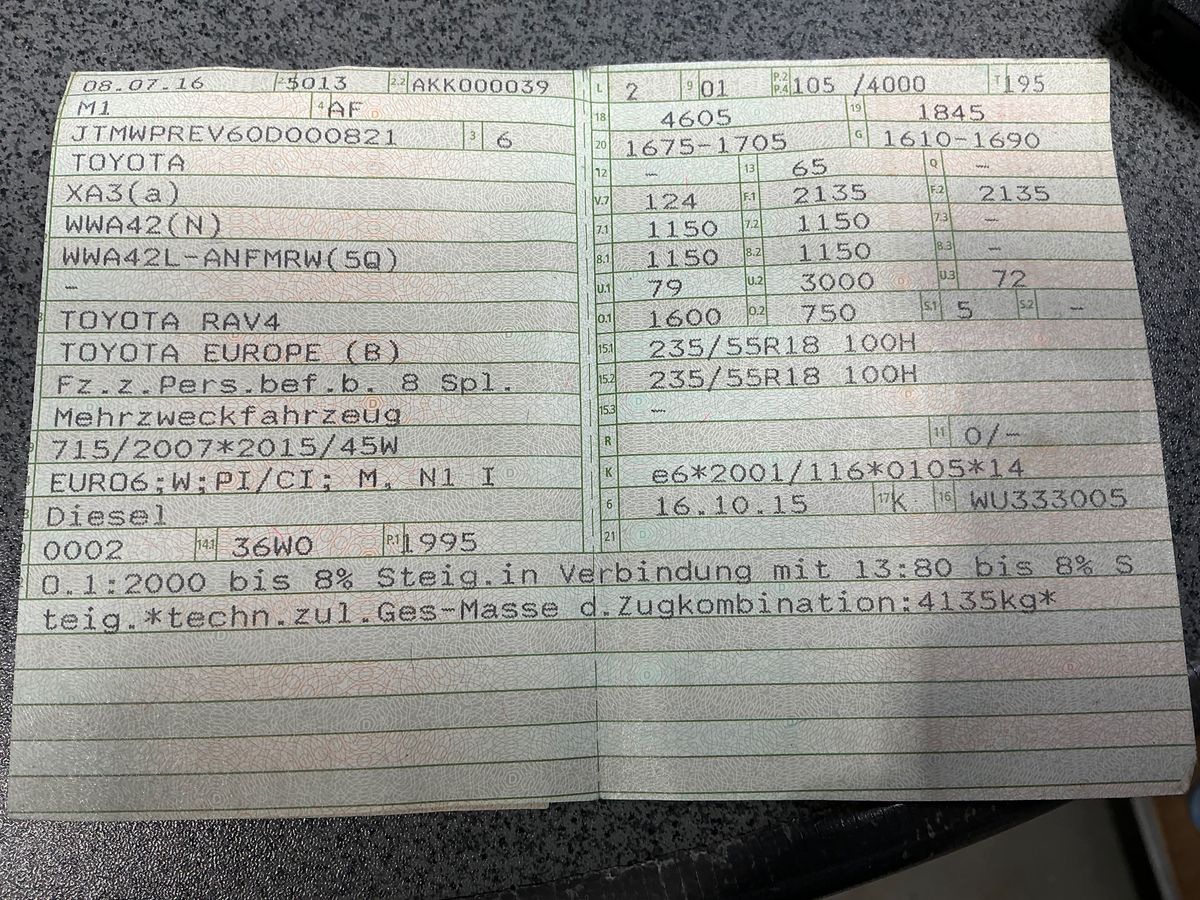 08.07.16 2.1 5013 2.2 AKK000039
M1 4 AF
JTMWPREV60D000821 3 6
TOYOTA
XA3(a)
WWA42(N)
WWA42L-ANFMRW(5Q)
–
TOYOTA RAV4
TOYOTA EUROPE (B)
Fz.z.Pers.bef.b. 8 Spl.
Mehrzweckfahrzeug
715/2007*2015/45W
EURO6;W;PI/CI; M, N1 I
Diesel
0002 14.1 36W0 P.1 1995
L 2 9 01 P.2 P.4 105 /4000 T 195
18 4605 19 1845
20 1675-1705 G 1610-1690
12 – 13 65 Q –
V.7 124 F.1 2135 F.2 2135
7.1 1150 7.2 1150 7.3 –
8.1 1150 8.2 1150 8.3 –
U.1 79 U.2 3000 U.3 72
O.1 1600 O.2 750 S.1 5 S.2 –
15.1 235/55R18 100H
15.2 235/55R18 100H
15.3 –
R 11 0/–
K e6*2001/116*0105*14
6 16.10.15 17 K 16 WU333005
21
O.1:2000 bis 8% Steig.in Verbindung mit 13:80 bis 8% S
teig.*techn.zul.Ges-Masse d.Zugkombination:4135kg*